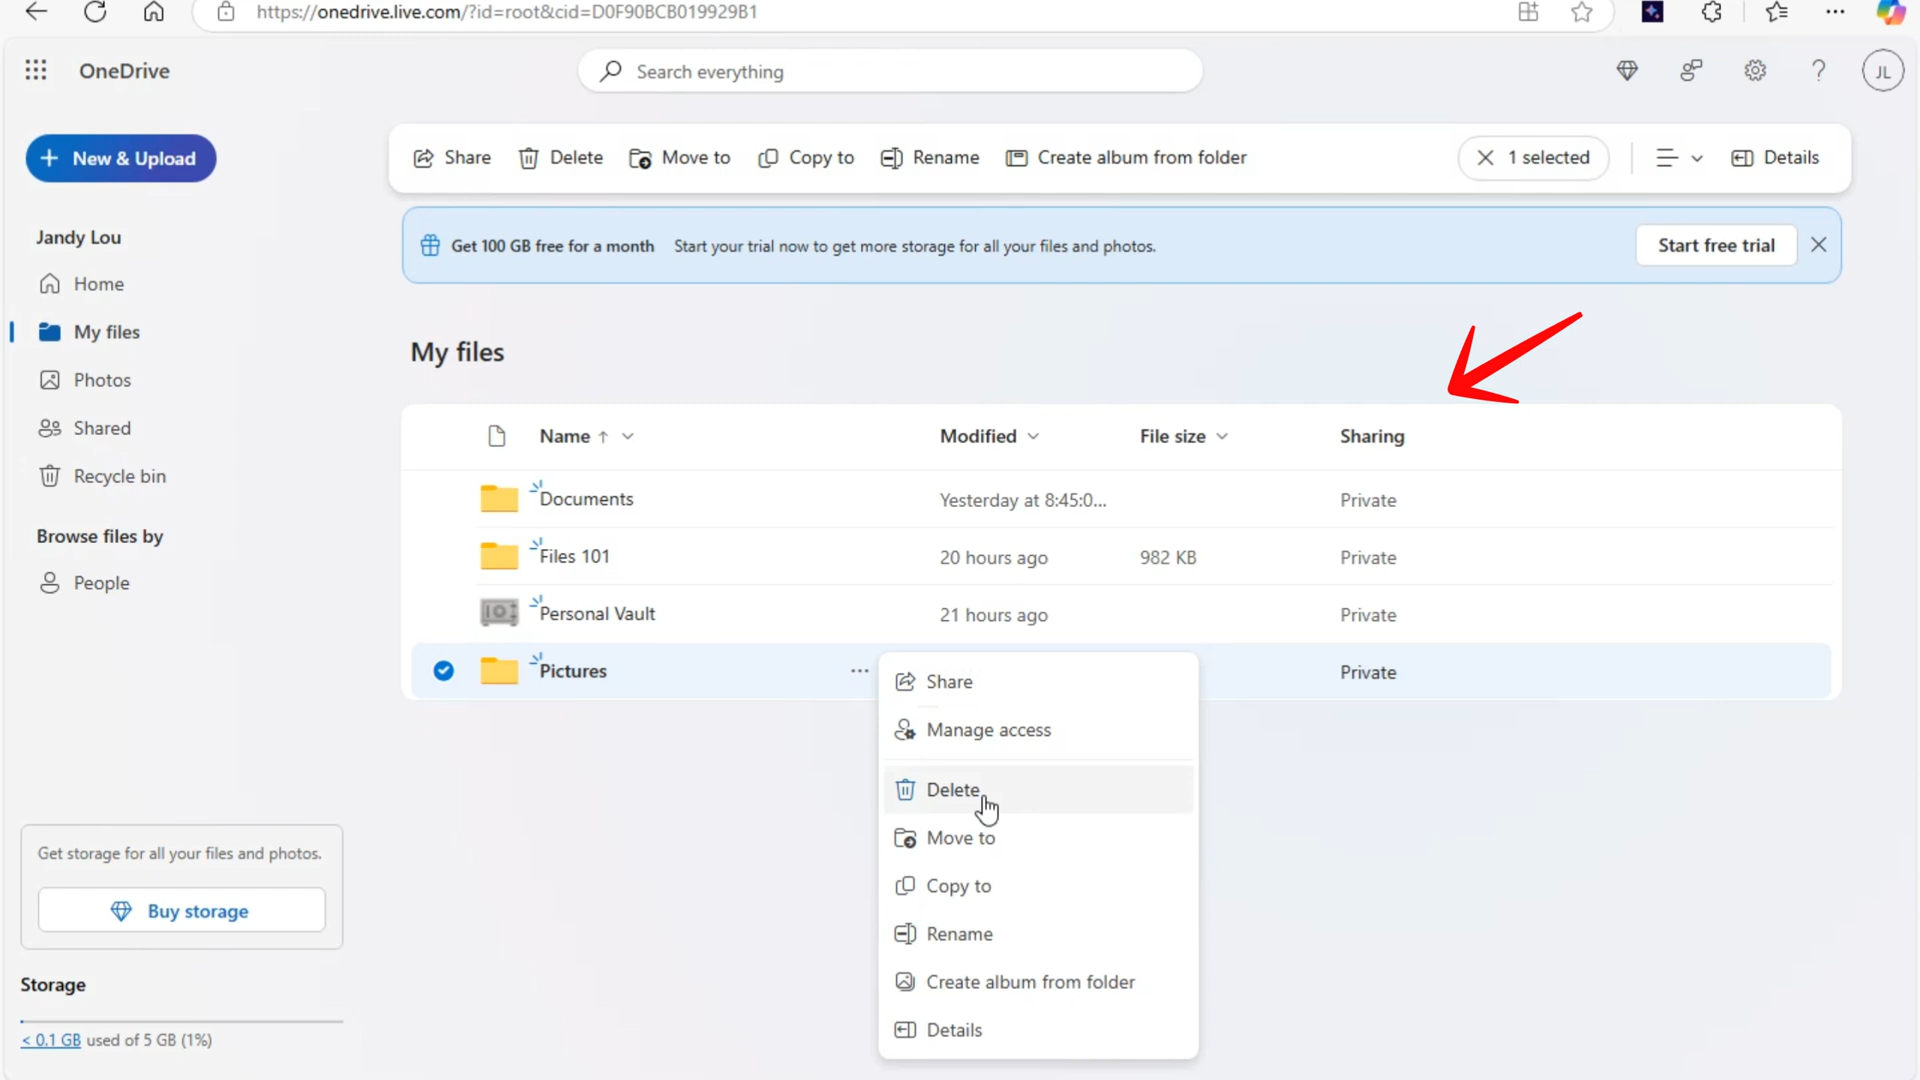 https://onedrive.live.com/?id=root&cid=D0F90BCB019929B1
OneDrive
Search everything
JL
New & Upload
Share
Delete
Move to
Copy to
Rename
Create album from folder
1 selected
Details
Get 100 GB free for a month
Start your trial now to get more storage for all your files and photos.
Start free trial
Jandy Lou
Home
My files
Photos
Shared
Recycle bin
Browse files by
People
My files
Name
Modified
File size
Sharing
Documents
Yesterday at 8:45:0...
Private
Files 101
20 hours ago
982 KB
Private
Personal Vault
21 hours ago
Private
Pictures
Private
Share
Manage access
Delete
Move to
Copy to
Rename
Create album from folder
Details
Get storage for all your files and photos.
Buy storage
Storage
< 0.1 GB used of 5 GB (1%)